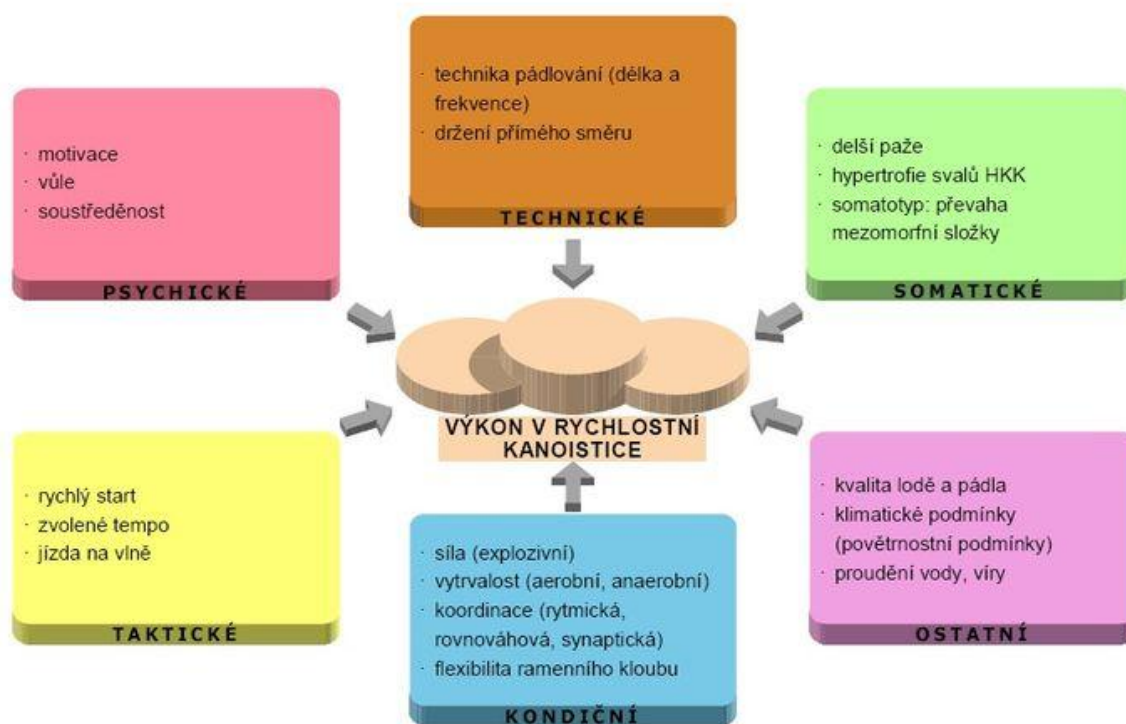 · motivace
· vůle
· soustředěnost
PSYCHICKÉ
· technika pádlování (délka a
frekvence)
· držení přímého směru
TECHNICKÉ
· delší paže
· hypertrofie svalů HKK
· somatotyp: převaha
mezomorfní složky
SOMATICKÉ
VÝKON V RYCHLOSTNÍ
KANOISTICE
· rychlý start
· zvolené tempo
· jízda na vlně
TAKTICKÉ
· síla (explozivní)
· vytrvalost (aerobní, anaerobní)
· koordinace (rytmická,
rovnováhová, synaptická)
· flexibilita ramenního kloubu
KONDIČNÍ
· kvalita lodě a pádla
· klimatické podmínky
(povětrnostní podmínky)
· proudění vody, víry
OSTATNÍ